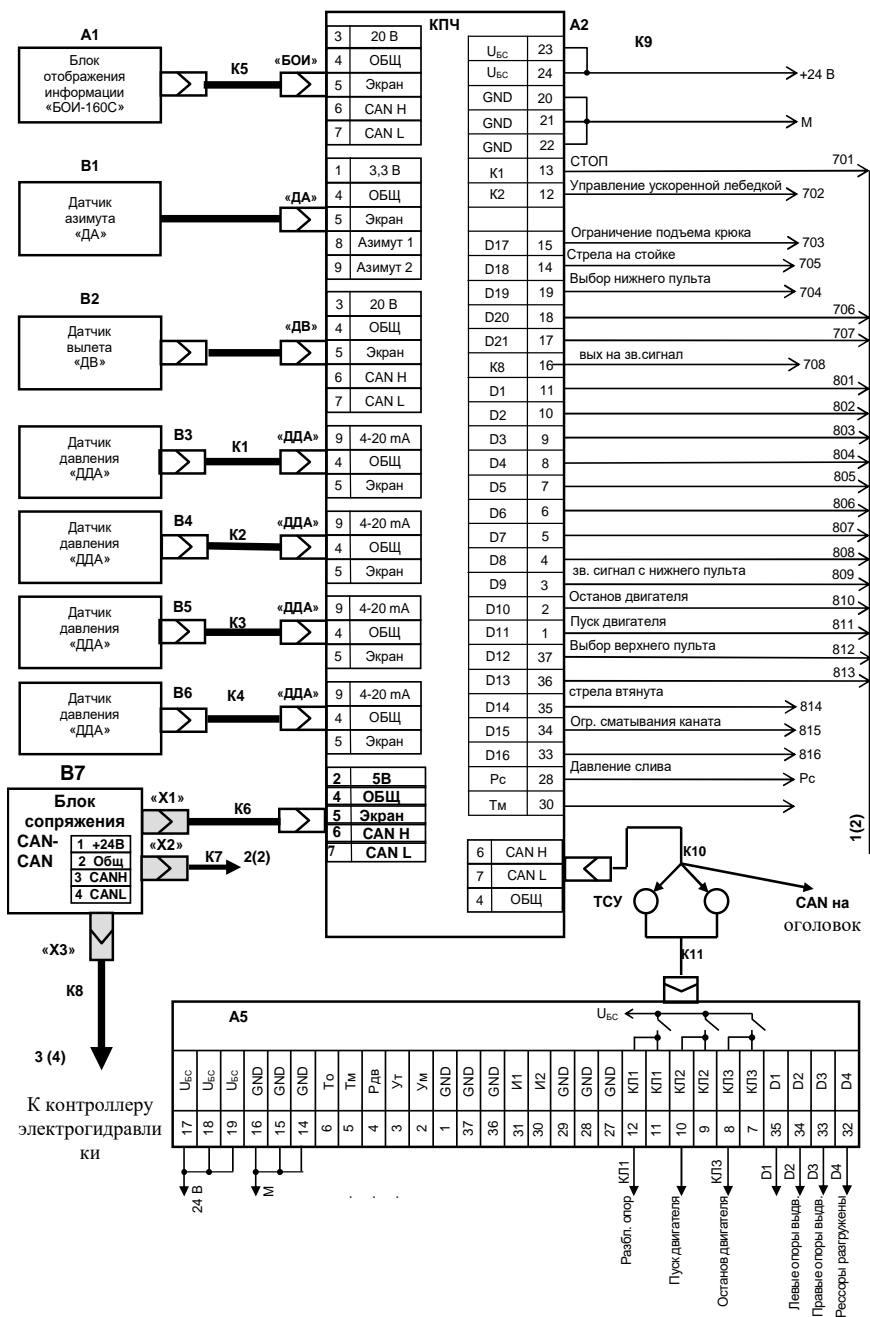 А1
Блок
отображения
информации
«БОИ-160С»
К5
«БОИ»
3 20 В
4 ОБЩ
5 Экран
6 CAN H
7 CAN L
В1
Датчик
азимута
«ДА»
«ДА»
1 3,3 В
4 ОБЩ
5 Экран
8 Азимут 1
9 Азимут 2
В2
Датчик
вылета
«ДВ»
«ДВ»
3 20 В
4 ОБЩ
5 Экран
6 CAN H
7 CAN L
Датчик
давления
«ДДА»
В3
К1
«ДДА»
9 4-20 mA
4 ОБЩ
5 Экран
Датчик
давления
«ДДА»
В4
К2
«ДДА»
9 4-20 mA
4 ОБЩ
5 Экран
Датчик
давления
«ДДА»
В5
К3
«ДДА»
9 4-20 mA
4 ОБЩ
5 Экран
Датчик
давления
«ДДА»
В6
К4
«ДДА»
9 4-20 mA
4 ОБЩ
5 Экран
В7
Блок
сопряжения
CAN-
CAN
1 +24В
2 Общ
3 CANH
4 CANL
«Х1»
К6
2 5В
4 ОБЩ
5 Экран
6 CAN H
7 CAN L
«Х2»
К7
2(2)
«Х3»
К8
3 (4)
К контроллеру
электрогидравли
ки
КПЧ
А2
К9
UБС 23
UБС 24
+24 В
GND 20
GND 21
М
GND 22
К1 13 СТОП 701
К2 12 Управление ускоренной лебедкой 702
D17 15 Ограничение подъема крюка 703
D18 14 Стрела на стойке 705
D19 19 Выбор нижнего пульта 704
D20 18 706
D21 17 707
К8 16 вых на зв.сигнал 708
D1 11 801
D2 10 802
D3 9 803
D4 8 804
D5 7 805
D6 6 806
D7 5 807
D8 4 808
D9 3 зв. сигнал с нижнего пульта 809
D10 2 Останов двигателя 810
D11 1 Пуск двигателя 811
D12 37 Выбор верхнего пульта 812
D13 36 813
D14 35 стрела втянута 814
D15 34 Огр. сматывания каната 815
D16 33 816
Рс 28 Давление слива Рс
Тм 30
1(2)
6 CAN H
7 CAN L
4 ОБЩ
К10
ТСУ
CAN на
оголовок
К11
А5
UБС
UБС 17
UБС 18
UБС 19
GND 16
GND 15
GND 14
То 6
Тм 5
Рдв 4
Ут 3
Ум 2
GND 1
GND 37
GND 36
И1 31
И2 30
GND 29
GND 28
GND 27
КЛ1 12
КЛ1 11
КЛ2 10
КЛ2 9
КЛ3 8
КЛ3 7
D1 35
D2 34
D3 33
D4 32
24 В
М
. . .
КЛ1
Разбл. опор
Пуск двигателя
КЛ3
Останов двигателя
D1
D2
Левые опоры выдв.
D3
Правые опоры выдв.
D4
Рессоры разгружены